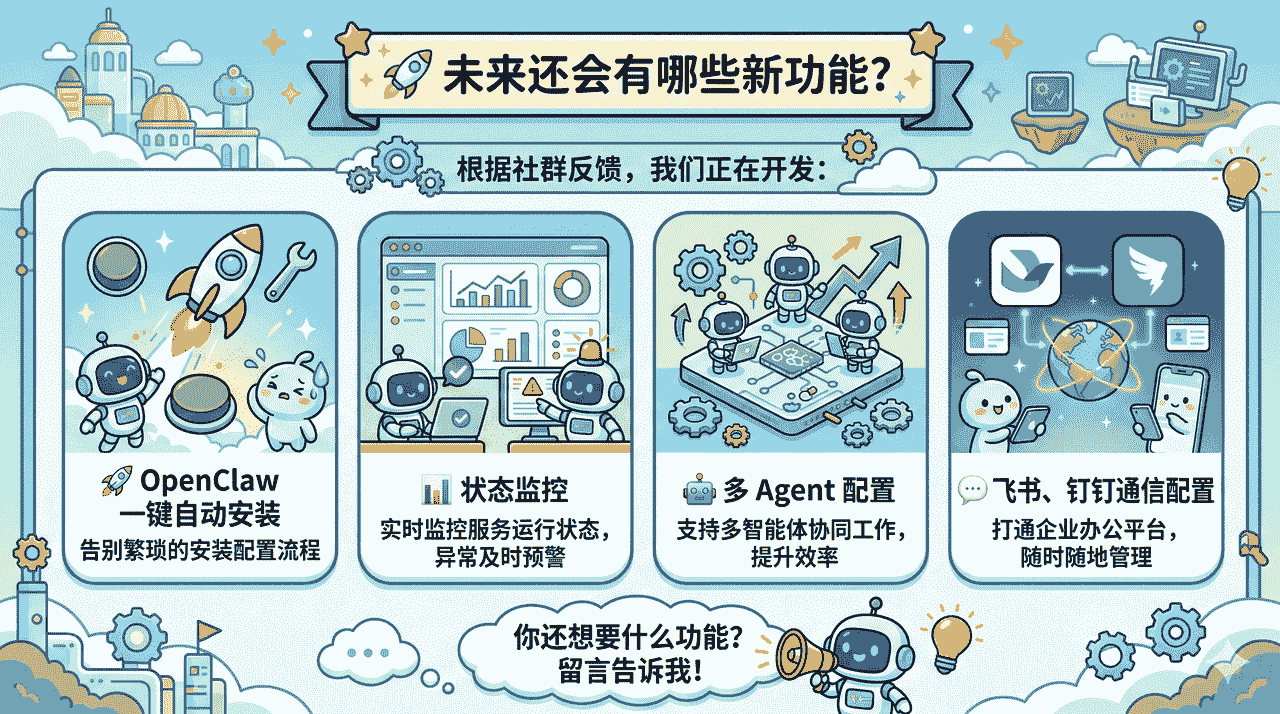 🚀 未来还会有哪些新功能？
根据社群反馈，我们正在开发：
🚀 OpenClaw
一键自动安装
告别繁琐的安装配置流程
📊 状态监控
实时监控服务运行状态，
异常及时预警
🤖 多 Agent 配置
支持多智能体协同工作，
提升效率
💬 飞书、钉钉通信配置
打通企业办公平台，
随时随地管理
你还想要什么功能？
留言告诉我！